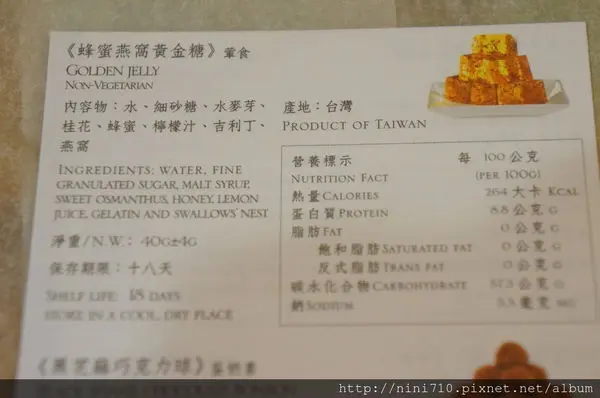 《蜂蜜燕窩黃金糖》葷食
GOLDEN JELLY
NON-VEGETARIAN
內容物：水、細砂糖、水麥芽、
桂花、蜂蜜、檸檬汁、吉利丁、
燕窩
產地：台灣
PRODUCT OF TAIWAN
INGREDIENTS: WATER, FINE
GRANULATED SUGAR, MALT SYRUP,
SWEET OSMANTHUS, HONEY, LEMON
JUICE, GELATIN AND SWALLOWS' NEST
淨重/N.W.: 40G±4G
保存期限：十八天
SHELF LIFE: 18 DAYS
STORE IN A COOL, DRY PLACE
營養標示 每 100 公克
NUTRITION FACT (PER 100G)
熱量 CALORIES 264 大卡 KCAL
蛋白質 PROTEIN 8.8 公克 G
脂肪 FAT 0 公克 G
飽和脂肪 SATURATED FAT 0 公克 G
反式脂肪 TRANS FAT 0 公克 G
碳水化合物 CARBOHYDRATE 57.3 公克 G
鈉 SODIUM 毫克 MG
《黑芝麻巧克力球》
http://nini710.pixnet.net/album